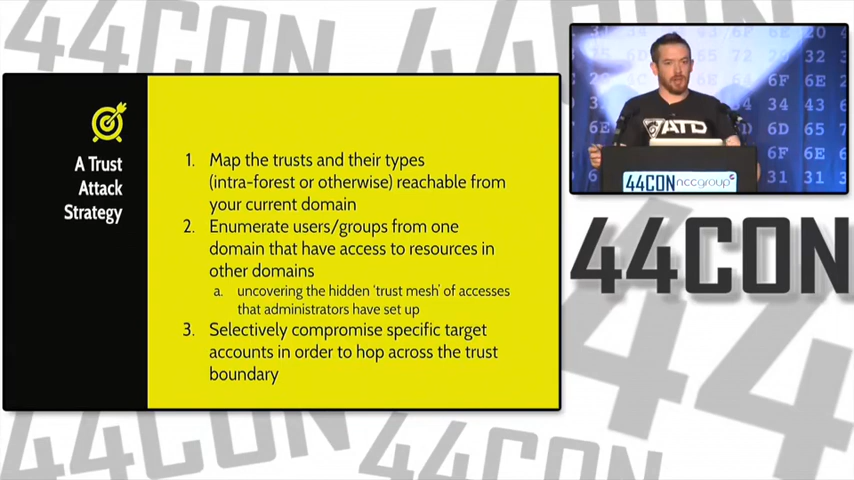 44CON
A Trust
Attack
Strategy
1. Map the trusts and their types
(intra-forest or otherwise) reachable from
your current domain
2. Enumerate users/groups from one
domain that have access to resources in
other domains
a. uncovering the hidden 'trust mesh' of accesses
that administrators have set up
3. Selectively compromise specific target
accounts in order to hop across the trust
boundary
ATD
44CON nccgroup
44CON
44CON
44CON